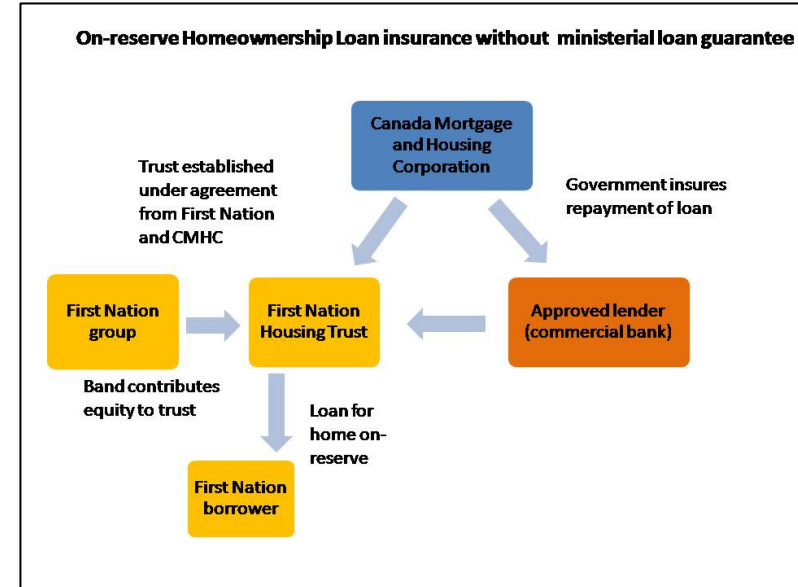 On-reserve Homeownership Loan insurance without ministerial loan guarantee
Canada Mortgage
and Housing
Corporation
Trust established
under agreement
from First Nation
and CMHC
Government insures
repayment of loan
First Nation
group
First Nation
Housing Trust
Approved lender
(commercial bank)
Band contributes
equity to trust
Loan for
home on-
reserve
First Nation
borrower